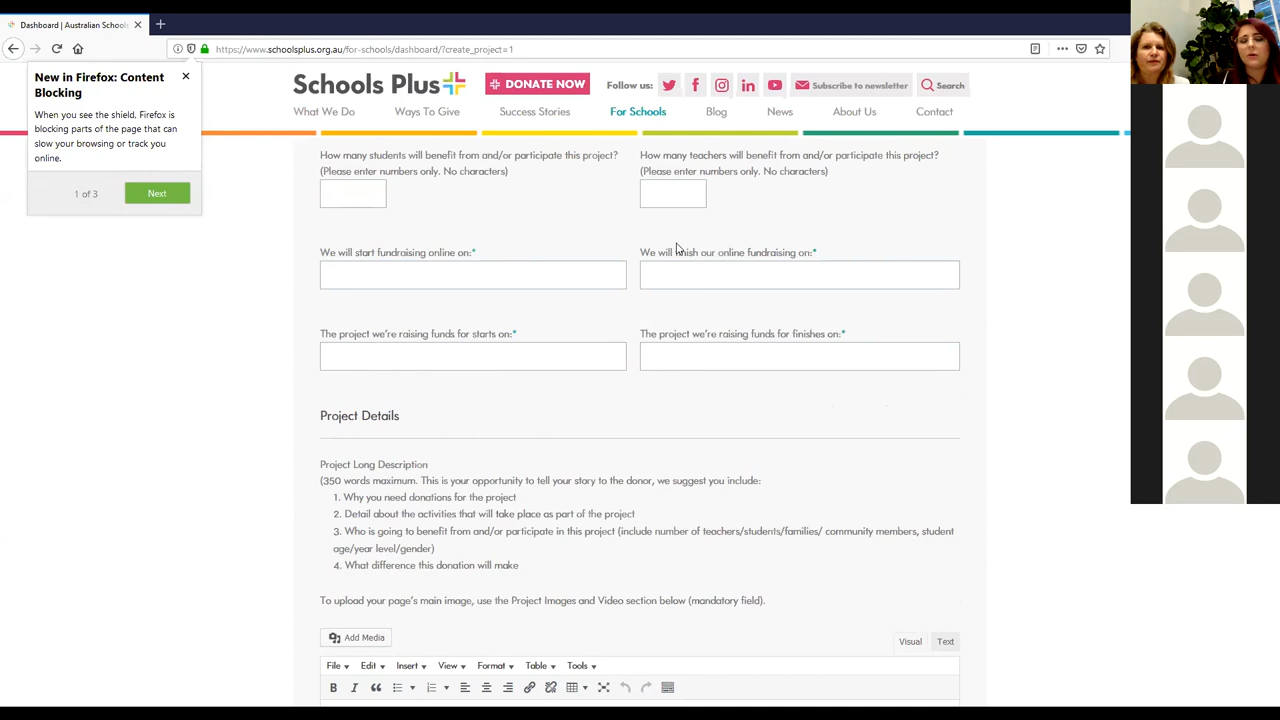 Dashboard | Australian Schools
https://www.schoolsplus.org.au/for-schools/dashboard/?create_project=1
New in Firefox: Content
Blocking
When you see the shield, Firefox is
blocking parts of the page that can
slow your browsing or track you
online.
1 of 3
Next
Schools Plus
DONATE NOW
Follow us:
Subscribe to newsletter
Search
What We Do
Ways To Give
Success Stories
For Schools
Blog
News
About Us
Contact
How many students will benefit from and/or participate this project?
(Please enter numbers only. No characters)
How many teachers will benefit from and/or participate this project?
(Please enter numbers only. No characters)
We will start fundraising online on:*
We will finish our online fundraising on:*
The project we're raising funds for starts on:*
The project we're raising funds for finishes on:*
Project Details
Project Long Description
(350 words maximum. This is your opportunity to tell your story to the donor, we suggest you include:
1. Why you need donations for the project
2. Detail about the activities that will take place as part of the project
3. Who is going to benefit from and/or participate in this project (include number of teachers/students/families/ community members, student
age/year level/gender)
4. What difference this donation will make
To upload your page's main image, use the Project Images and Video section below (mandatory field).
Add Media
Visual
Text
File
Edit
Insert
View
Format
Table
Tools
B I